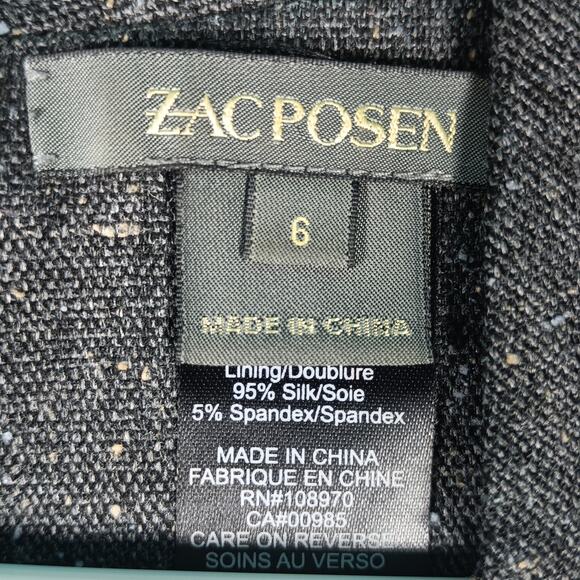 ZAC POSEN
6
MADE IN CHINA
Lining/Doublure
95% Silk/Soie
5% Spandex/Spandex
MADE IN CHINA
FABRIQUE EN CHINE
RN#108970
CA#00985
CARE ON REVERSE
SOINS AU VERSO